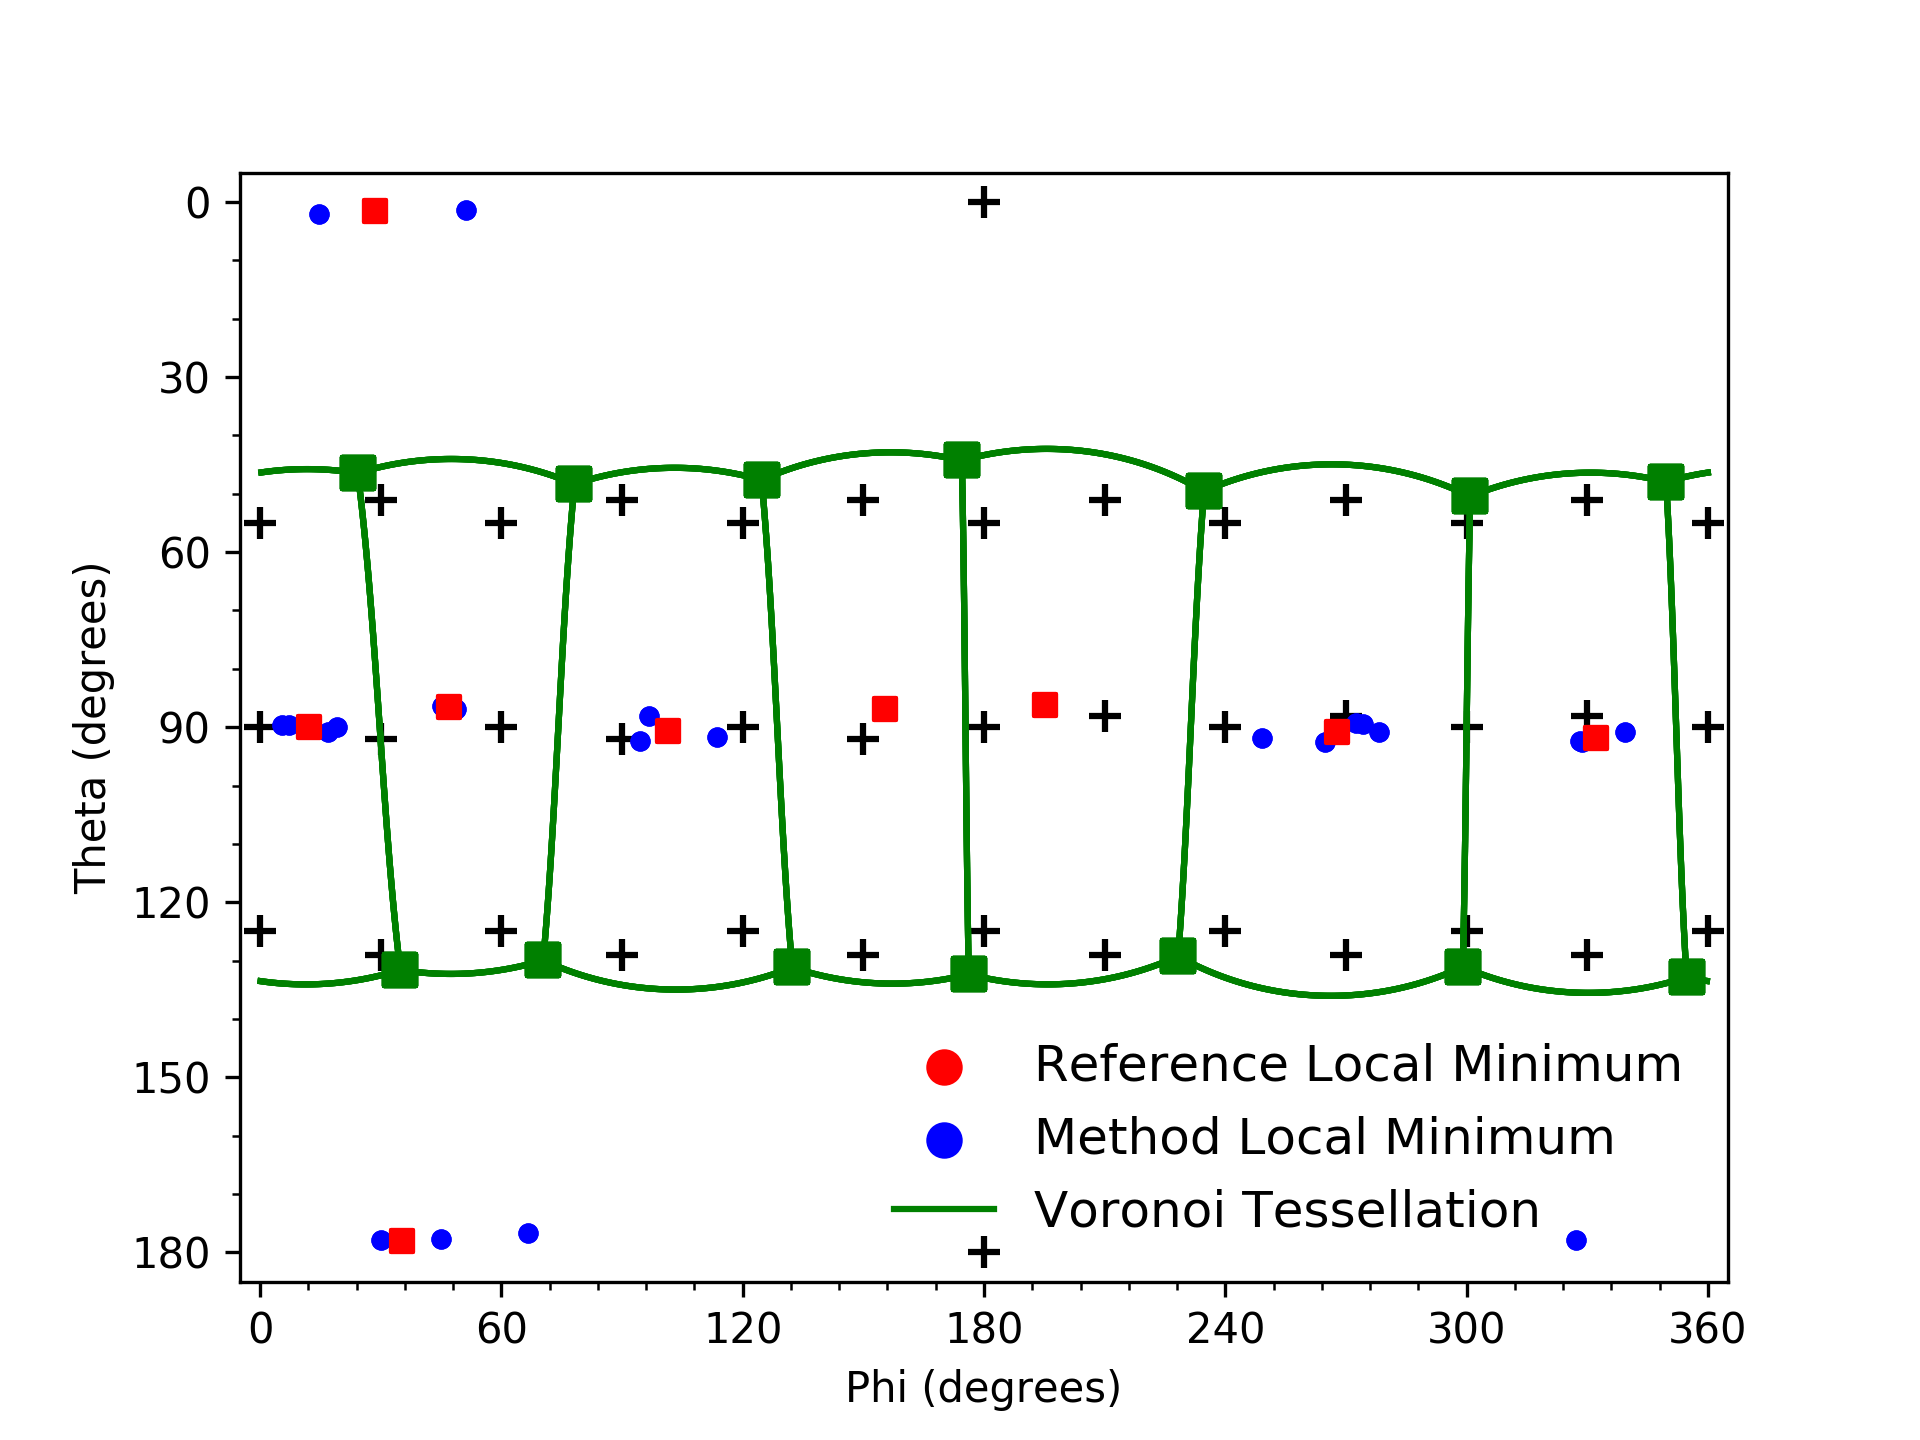 0
30
60
90
120
150
180
Theta (degrees)
Reference Local Minimum
Method Local Minimum
Voronoi Tessellation
0 60 120 180 240 300 360
Phi (degrees)